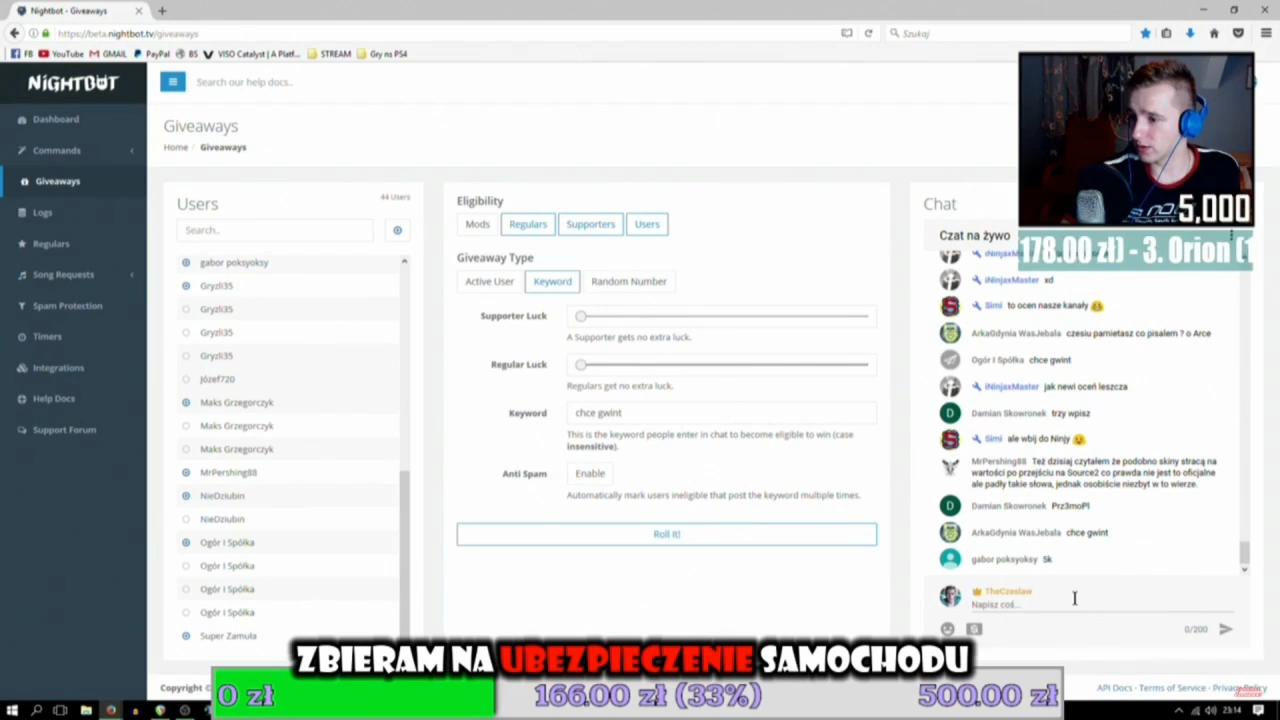 Nightbot - Giveaways
https://beta.nightbot.tv/giveaways
Szukaj
FB YouTube GMAIL PayPal BS VISO Catalyst | A Platf... STREAM Gry ns PS4
NIGHTBOT
Search our help docs..
Dashboard
Commands
Giveaways
Logs
Regulars
Song Requests
Spam Protection
Timers
Integrations
Help Docs
Support Forum
Giveaways
Home / Giveaways
Users
44 Users
Search..
gabor poksyoksy
Gryzli35
Gryzli35
Gryzli35
Gryzli35
Józef720
Maks Grzegorczyk
Maks Grzegorczyk
Maks Grzegorczyk
MrPershing88
NieDziubin
NieDziubin
Ogór I Spółka
Ogór I Spółka
Ogór I Spółka
Ogór I Spółka
Super Zamuła
Eligibility
Mods Regulars Supporters Users
Giveaway Type
Active User Keyword Random Number
Supporter Luck
A Supporter gets no extra luck.
Regular Luck
Regulars get no extra luck.
Keyword chce gwint
This is the keyword people enter in chat to become eligible to win (case
insensitive).
Anti Spam Enable
Automatically mark users ineligible that post the keyword multiple times.
Roll It!
5,000
178.00 zł) - 3. Orion (1
Chat
Czat na żywo
iNinjaxMaster
iNinjaxMaster xd
Simi to ocen nasze kanały
ArkaGdynia WasJebala czesiu pamietasz co pisalem ? o Arce
Ogór I Spółka chce gwint
iNinjaxMaster jak newi oceń leszcza
Damian Skowronek trzy wpisz
Simi ale wbij do Ninjy
MrPershing88 Też dzisiaj czytałem że podobno skiny stracą na
wartości po przejściu na Source2 co prawda nie jest to oficjalne
ale padły takie słowa, jednak osobiście niezbyt w to wierze.
Damian Skowronek Prz3moPl
ArkaGdynia WasJebala chce gwint
gabor poksyoksy 5k
TheCzeslaw
Napisz coś...
0/200
ZBIERAM NA UBEZPIECZENIE SAMOCHODU
Copyright ©
API Docs - Terms of Service - Privacy Policy
0 zł 166.00 zł (33%) 500.00 zł
23:14